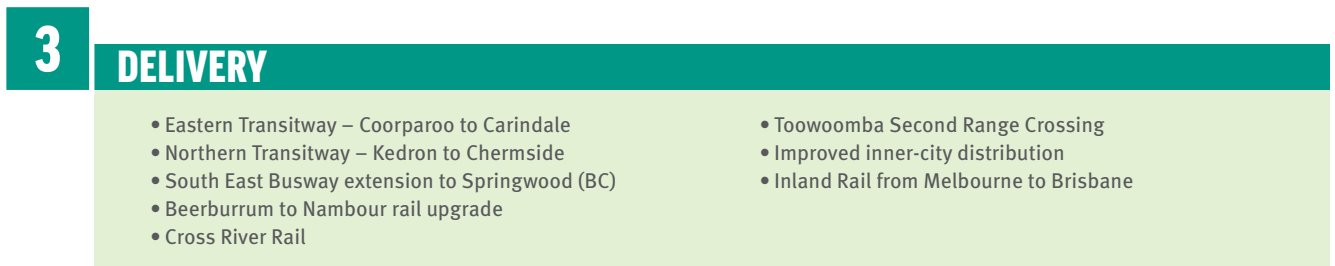 3
DELIVERY
• Eastern Transitway – Coorparoo to Carindale
• Northern Transitway – Kedron to Chermside
• South East Busway extension to Springwood (BC)
• Beerburrum to Nambour rail upgrade
• Cross River Rail
• Toowoomba Second Range Crossing
• Improved inner-city distribution
• Inland Rail from Melbourne to Brisbane